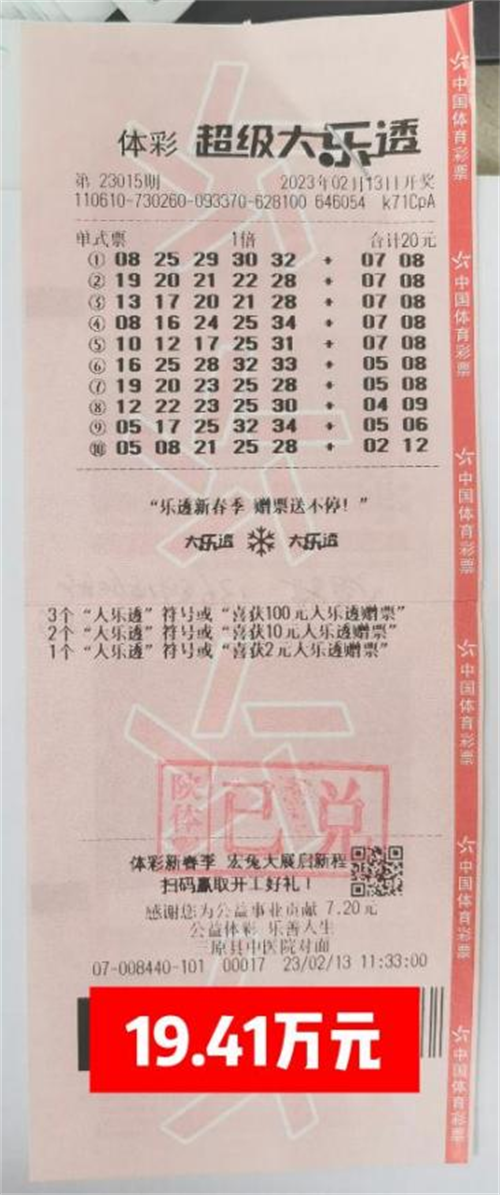 体彩 超级大乐透
第 23015期 2023年02月13日开奖
110610-730260-093370-628100 646054 k71CpA
单式票 1倍 合计20元
① 08 25 29 30 32 + 07 08
② 19 20 21 22 28 + 07 08
③ 13 17 20 21 28 + 07 08
④ 08 16 24 25 34 + 07 08
⑤ 10 12 17 25 31 + 07 08
⑥ 16 25 28 32 33 + 05 08
⑦ 19 20 23 25 28 + 05 08
⑧ 12 22 23 25 30 + 04 09
⑨ 05 17 25 32 34 + 05 06
⑩ 05 08 21 25 28 + 02 12
“乐透新春季 赠票送不停！”
大乐透 大乐透
3个“大乐透”符号或“喜获100元大乐透赠票”
2个“大乐透”符号或“喜获10元大乐透赠票”
1个“大乐透”符号或“喜获2元大乐透赠票”
陕体彩 已兑
体彩新春季 宏兔大展启新程
扫码赢取开工好礼！
感谢您为公益事业贡献 7.20元
公益体彩 乐善人生
三原县中医院对面
07-008440-101 00017 23/02/13 11:33:00
19.41万元
中国体育彩票
中国体育彩票
中国体育彩票
中国体育彩票
中国体育彩票
中国体育彩票